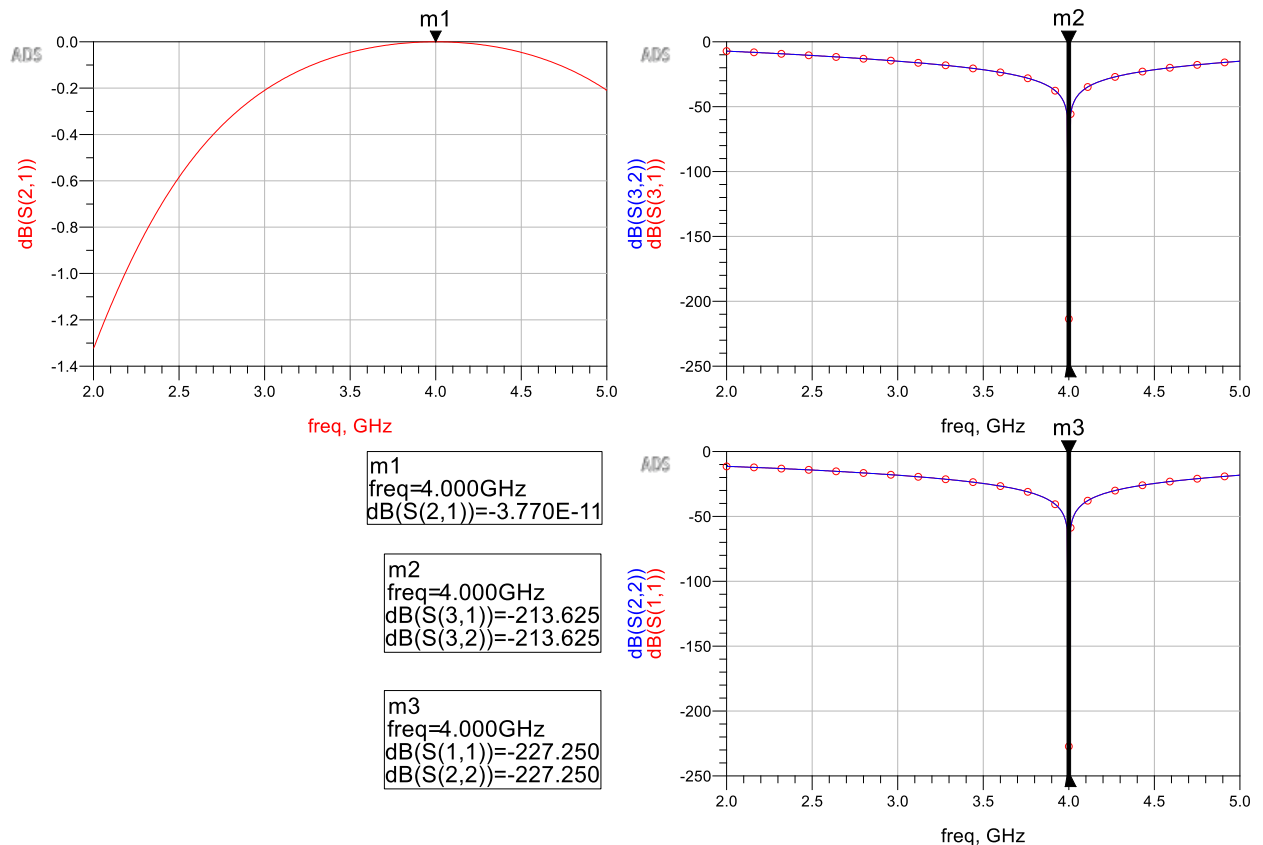 m1
ADS
0.0
-0.2
-0.4
-0.6
-0.8
-1.0
-1.2
-1.4
dB(S(2,1))
2.0 2.5 3.0 3.5 4.0 4.5 5.0
freq, GHz
m2
ADS
0
-50
-100
-150
-200
-250
dB(S(3,2))
dB(S(3,1))
2.0 2.5 3.0 3.5 4.0 4.5 5.0
freq, GHz
m1
freq=4.000GHz
dB(S(2,1))=-3.770E-11
m2
freq=4.000GHz
dB(S(3,1))=-213.625
dB(S(3,2))=-213.625
m3
freq=4.000GHz
dB(S(1,1))=-227.250
dB(S(2,2))=-227.250
m3
ADS
0
-50
-100
-150
-200
-250
dB(S(2,2))
dB(S(1,1))
2.0 2.5 3.0 3.5 4.0 4.5 5.0
freq, GHz